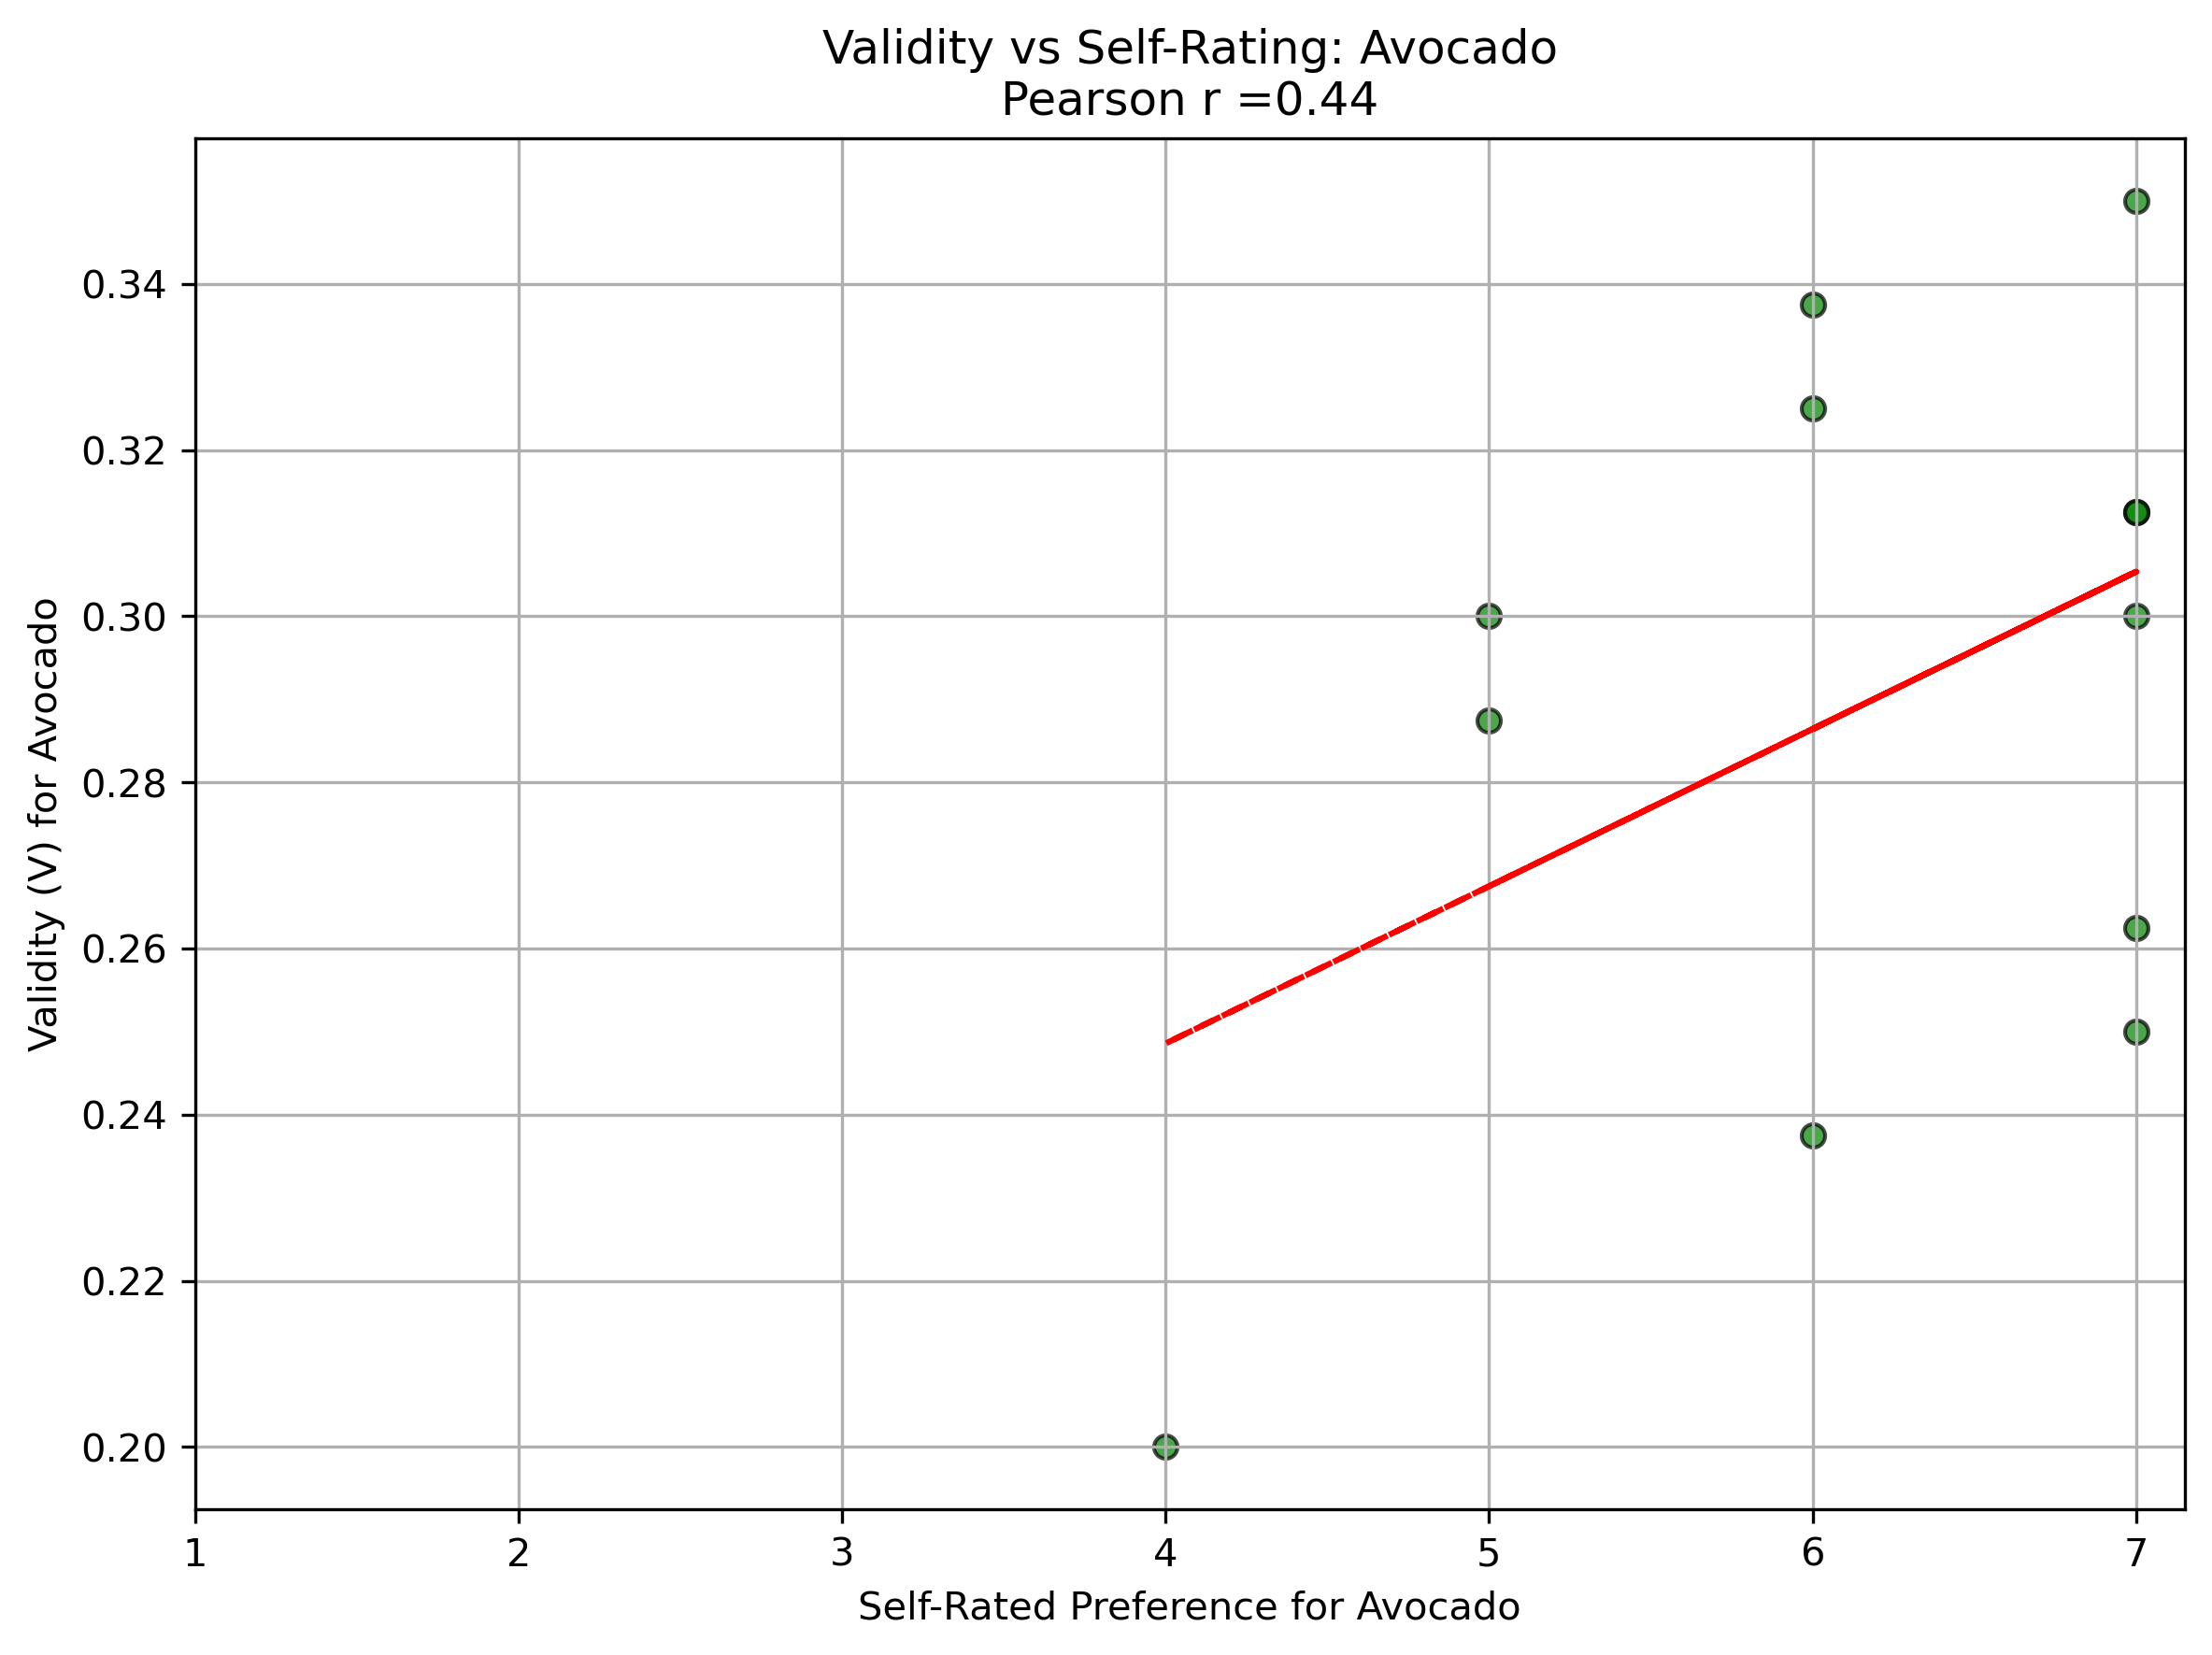 Validity vs Self-Rating: Avocado
Pearson r =0.44
Validity (V) for Avocado
0.34
0.32
0.30
0.28
0.26
0.24
0.22
0.20
1 2 3 4 5 6 7
Self-Rated Preference for Avocado